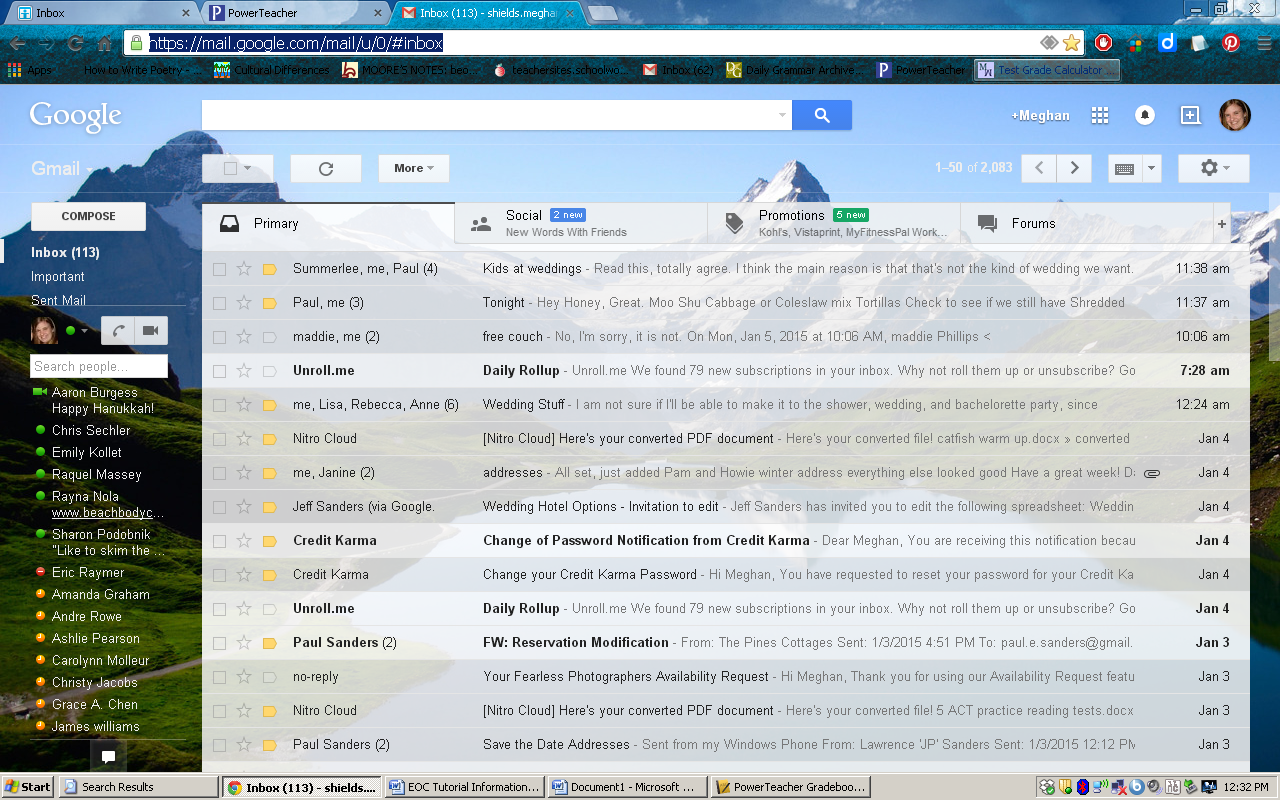 Inbox
PowerTeacher
Inbox (113) - shields.megha
https://mail.google.com/mail/u/0/#inbox
Apps
How to Write Poetry - ...
Cultural Differences
MOORE'S NOTES: beo...
teachersites.schoolwo...
Inbox (62)
Daily Grammar Archive...
PowerTeacher
Test Grade Calculator ...
Google
+Meghan
Gmail
More
1–50 of 2,083
COMPOSE
Inbox (113)
Important
Sent Mail
Search people...
Aaron Burgess
Happy Hanukkah!
Chris Sechler
Emily Kollet
Raquel Massey
Rayna Nola
www.beachbodyc...
Sharon Podobnik
"Like to skim the ...
Eric Raymer
Amanda Graham
Andre Rowe
Ashlie Pearson
Carolynn Molleur
Christy Jacobs
Grace A. Chen
James williams
Primary
Social 2 new
New Words With Friends
Promotions 5 new
Kohl's, Vistaprint, MyFitnessPal Work...
Forums
+
Summerlee, me, Paul (4) Kids at weddings - Read this, totally agree. I think the main reason is that that's not the kind of wedding we want. 11:38 am
Paul, me (3) Tonight - Hey Honey, Great. Moo Shu Cabbage or Coleslaw mix Tortillas Check to see if we still have Shredded 11:37 am
maddie, me (2) free couch - No, I'm sorry, it is not. On Mon, Jan 5, 2015 at 10:06 AM, maddie Phillips < 10:06 am
Unroll.me Daily Rollup - Unroll.me We found 79 new subscriptions in your inbox. Why not roll them up or unsubscribe? Go 7:28 am
me, Lisa, Rebecca, Anne (6) Wedding Stuff - I am not sure if I'll be able to make it to the shower, wedding, and bachelorette party, since 12:24 am
Nitro Cloud [Nitro Cloud] Here's your converted PDF document - Here's your converted file! catfish warm up.docx » converted Jan 4
me, Janine (2) addresses - All set, just added Pam and Howie winter address everything else looked good Have a great week! D Jan 4
Jeff Sanders (via Google. Wedding Hotel Options - Invitation to edit - Jeff Sanders has invited you to edit the following spreadsheet: Weddin Jan 4
Credit Karma Change of Password Notification from Credit Karma - Dear Meghan, You are receiving this notification becau Jan 4
Credit Karma Change your Credit Karma Password - Hi Meghan, You have requested to reset your password for your Credit Ka Jan 4
Unroll.me Daily Rollup - Unroll.me We found 79 new subscriptions in your inbox. Why not roll them up or unsubscribe? Go Jan 4
Paul Sanders (2) FW: Reservation Modification - From: The Pines Cottages Sent: 1/3/2015 4:51 PM To: paul.e.sanders@gmail. Jan 3
no-reply Your Fearless Photographers Availability Request - Hi Meghan, Thank you for using our Availability Request featu Jan 3
Nitro Cloud [Nitro Cloud] Here's your converted PDF document - Here's your converted file! 5 ACT practice reading tests.docx Jan 3
Paul Sanders (2) Save the Date Addresses - Sent from my Windows Phone From: Lawrence 'JP' Sanders Sent: 1/3/2015 12:12 PM Jan 3
Start
Search Results
Inbox (113) - shields....
EOC Tutorial Information...
Document1 - Microsoft ...
PowerTeacher Gradeboo...
12:32 PM